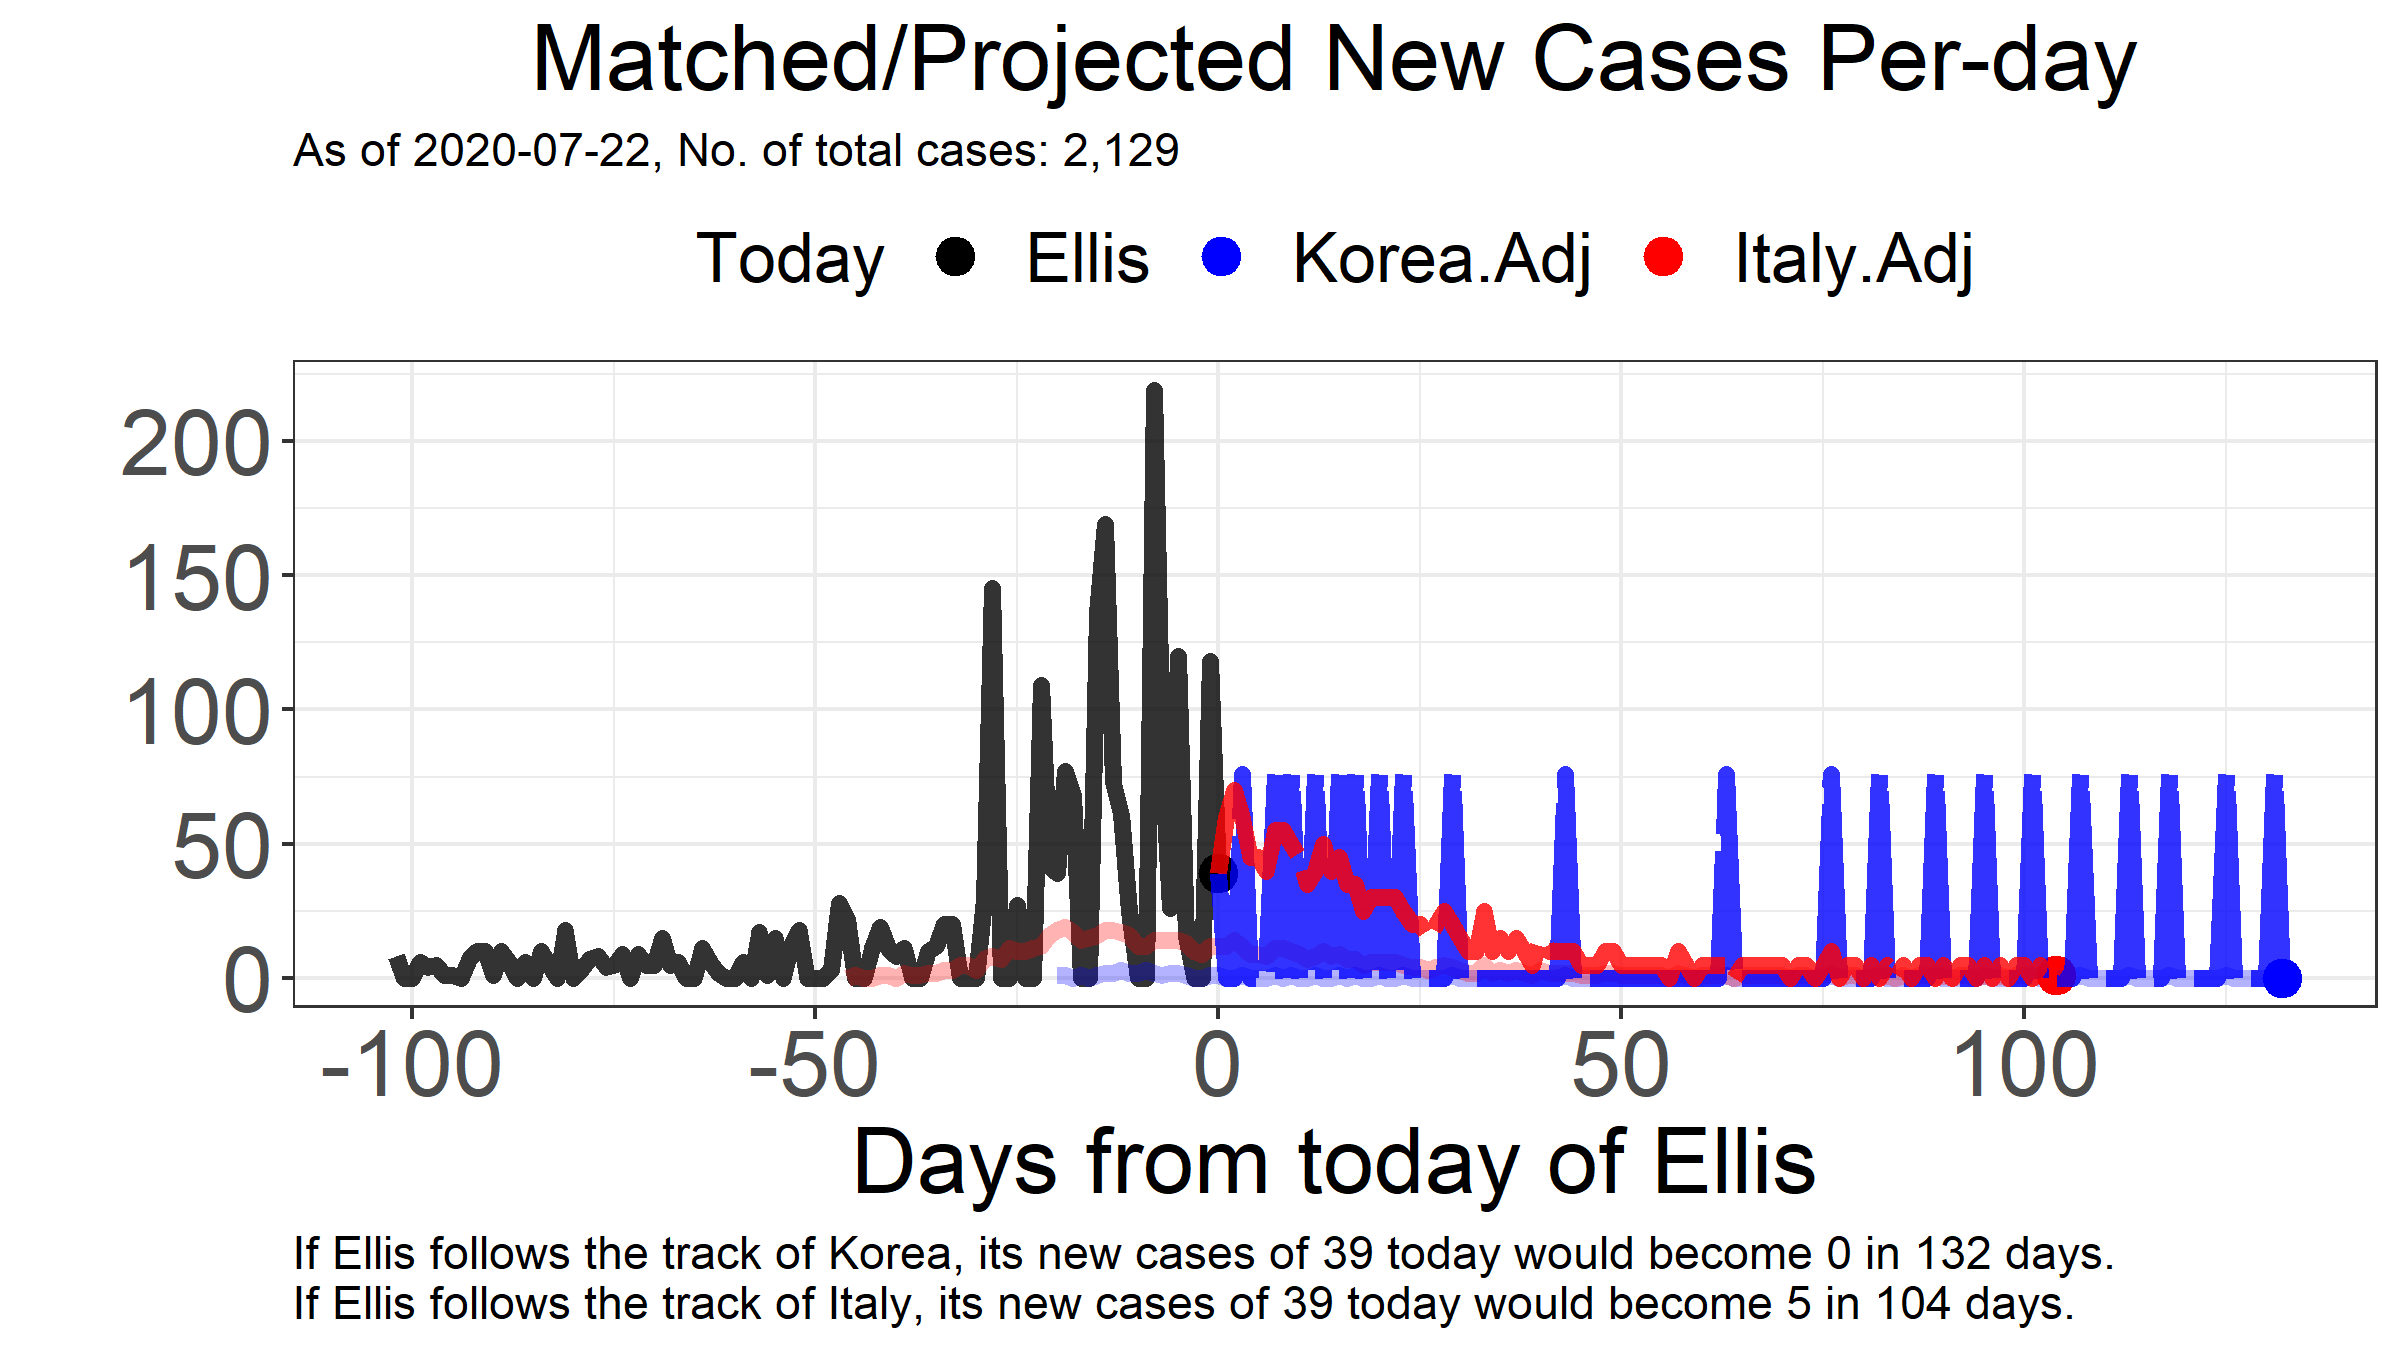 Matched/Projected New Cases Per-day
As of 2020-07-22, No. of total cases: 2,129
Today Ellis Korea.Adj Italy.Adj
200
150
100
50
0
-100 -50 0 50 100
Days from today of Ellis
If Ellis follows the track of Korea, its new cases of 39 today would become 0 in 132 days.
If Ellis follows the track of Italy, its new cases of 39 today would become 5 in 104 days.